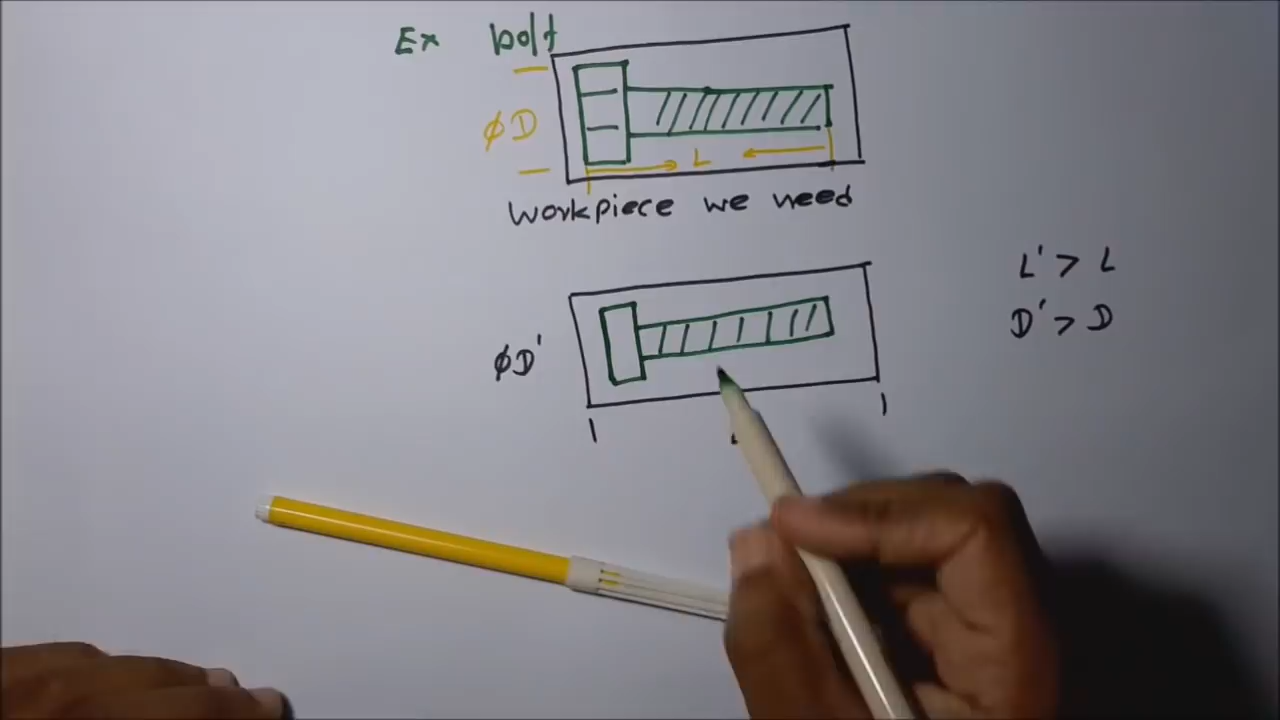 Ex bolt
φD
L
Workpiece we need
L' > L
D' > D
φD'